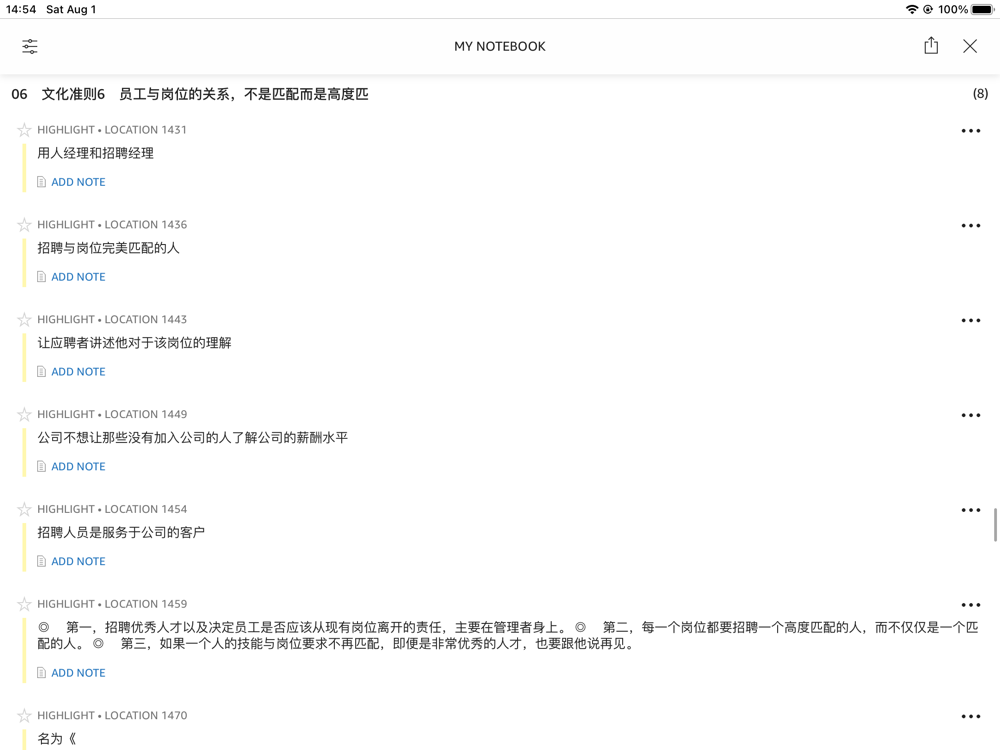 14:54 Sat Aug 1 100%
MY NOTEBOOK
06 文化准则6 员工与岗位的关系，不是匹配而是高度匹 (8)
HIGHLIGHT • LOCATION 1431
用人经理和招聘经理
ADD NOTE
HIGHLIGHT • LOCATION 1436
招聘与岗位完美匹配的人
ADD NOTE
HIGHLIGHT • LOCATION 1443
让应聘者讲述他对于该岗位的理解
ADD NOTE
HIGHLIGHT • LOCATION 1449
公司不想让那些没有加入公司的人了解公司的薪酬水平
ADD NOTE
HIGHLIGHT • LOCATION 1454
招聘人员是服务于公司的客户
ADD NOTE
HIGHLIGHT • LOCATION 1459
◎ 第一，招聘优秀人才以及决定员工是否应该从现有岗位离开的责任，主要在管理者身上。 ◎ 第二，每一个岗位都要招聘一个高度匹配的人，而不仅仅是一个匹
配的人。 ◎ 第三，如果一个人的技能与岗位要求不再匹配，即便是非常优秀的人才，也要跟他说再见。
ADD NOTE
HIGHLIGHT • LOCATION 1470
名为《